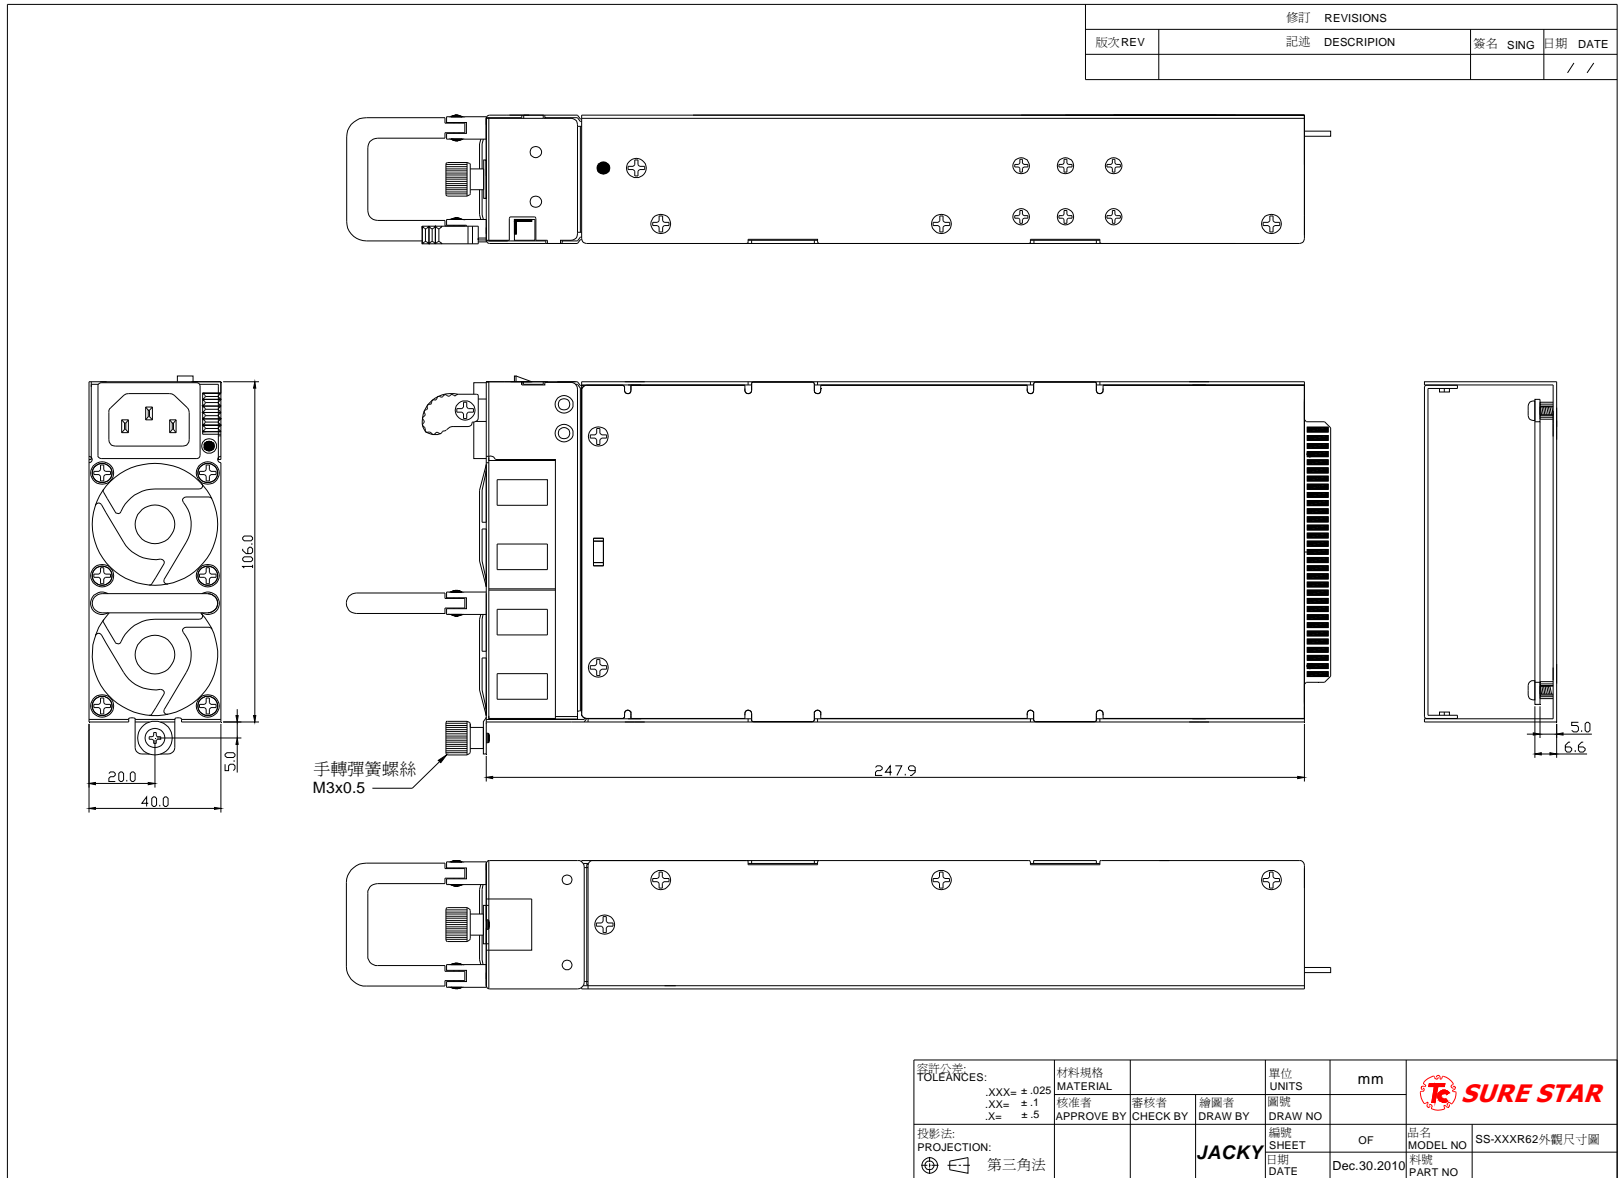 修訂 REVISIONS
版次REV 記述 DESCRIPION 簽名 SING 日期 DATE
/ /
106.0
5.0
20.0
40.0
手轉彈簧螺絲
M3x0.5
247.9
5.0
6.6
容許公差:
TOLEANCES:
.XXX= ±.025
.XX= ±.1
.X= ±.5
材料規格
MATERIAL
單位
UNITS
mm
SURE STAR
核准者
APPROVE BY
審核者
CHECK BY
繪圖者
DRAW BY
圖號
DRAW NO
投影法:
PROJECTION:
第三角法
JACKY
編號
SHEET
OF
品名
MODEL NO
SS-XXXR62外觀尺寸圖
日期
DATE
Dec.30.2010
料號
PART NO